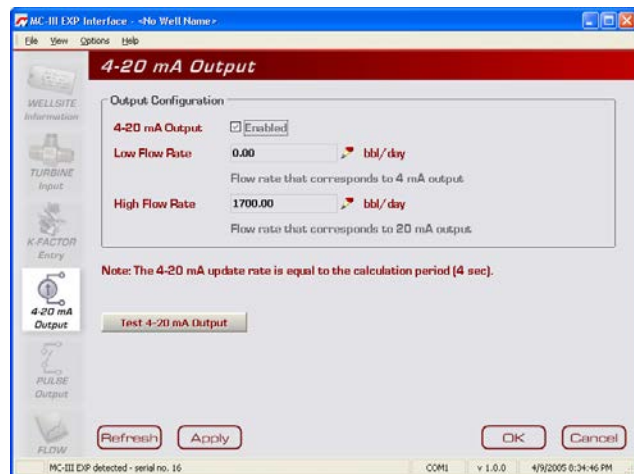 MC-III EXP Interface - <No Well Name>
File View Options Help
4-20 mA Output
WELLSITE
Information
TURBINE
Input
K-FACTOR
Entry
4-20 mA
Output
PULSE
Output
FLOW
Output Configuration
4-20 mA Output Enabled
Low Flow Rate 0.00 bbl/day
Flow rate that corresponds to 4 mA output
High Flow Rate 1700.00 bbl/day
Flow rate that corresponds to 20 mA output
Note: The 4-20 mA update rate is equal to the calculation period (4 sec).
Test 4-20 mA Output
Refresh Apply OK Cancel
MC-III EXP detected - serial no. 16 COM1 v 1.0.0 4/9/2005 8:34:46 PM